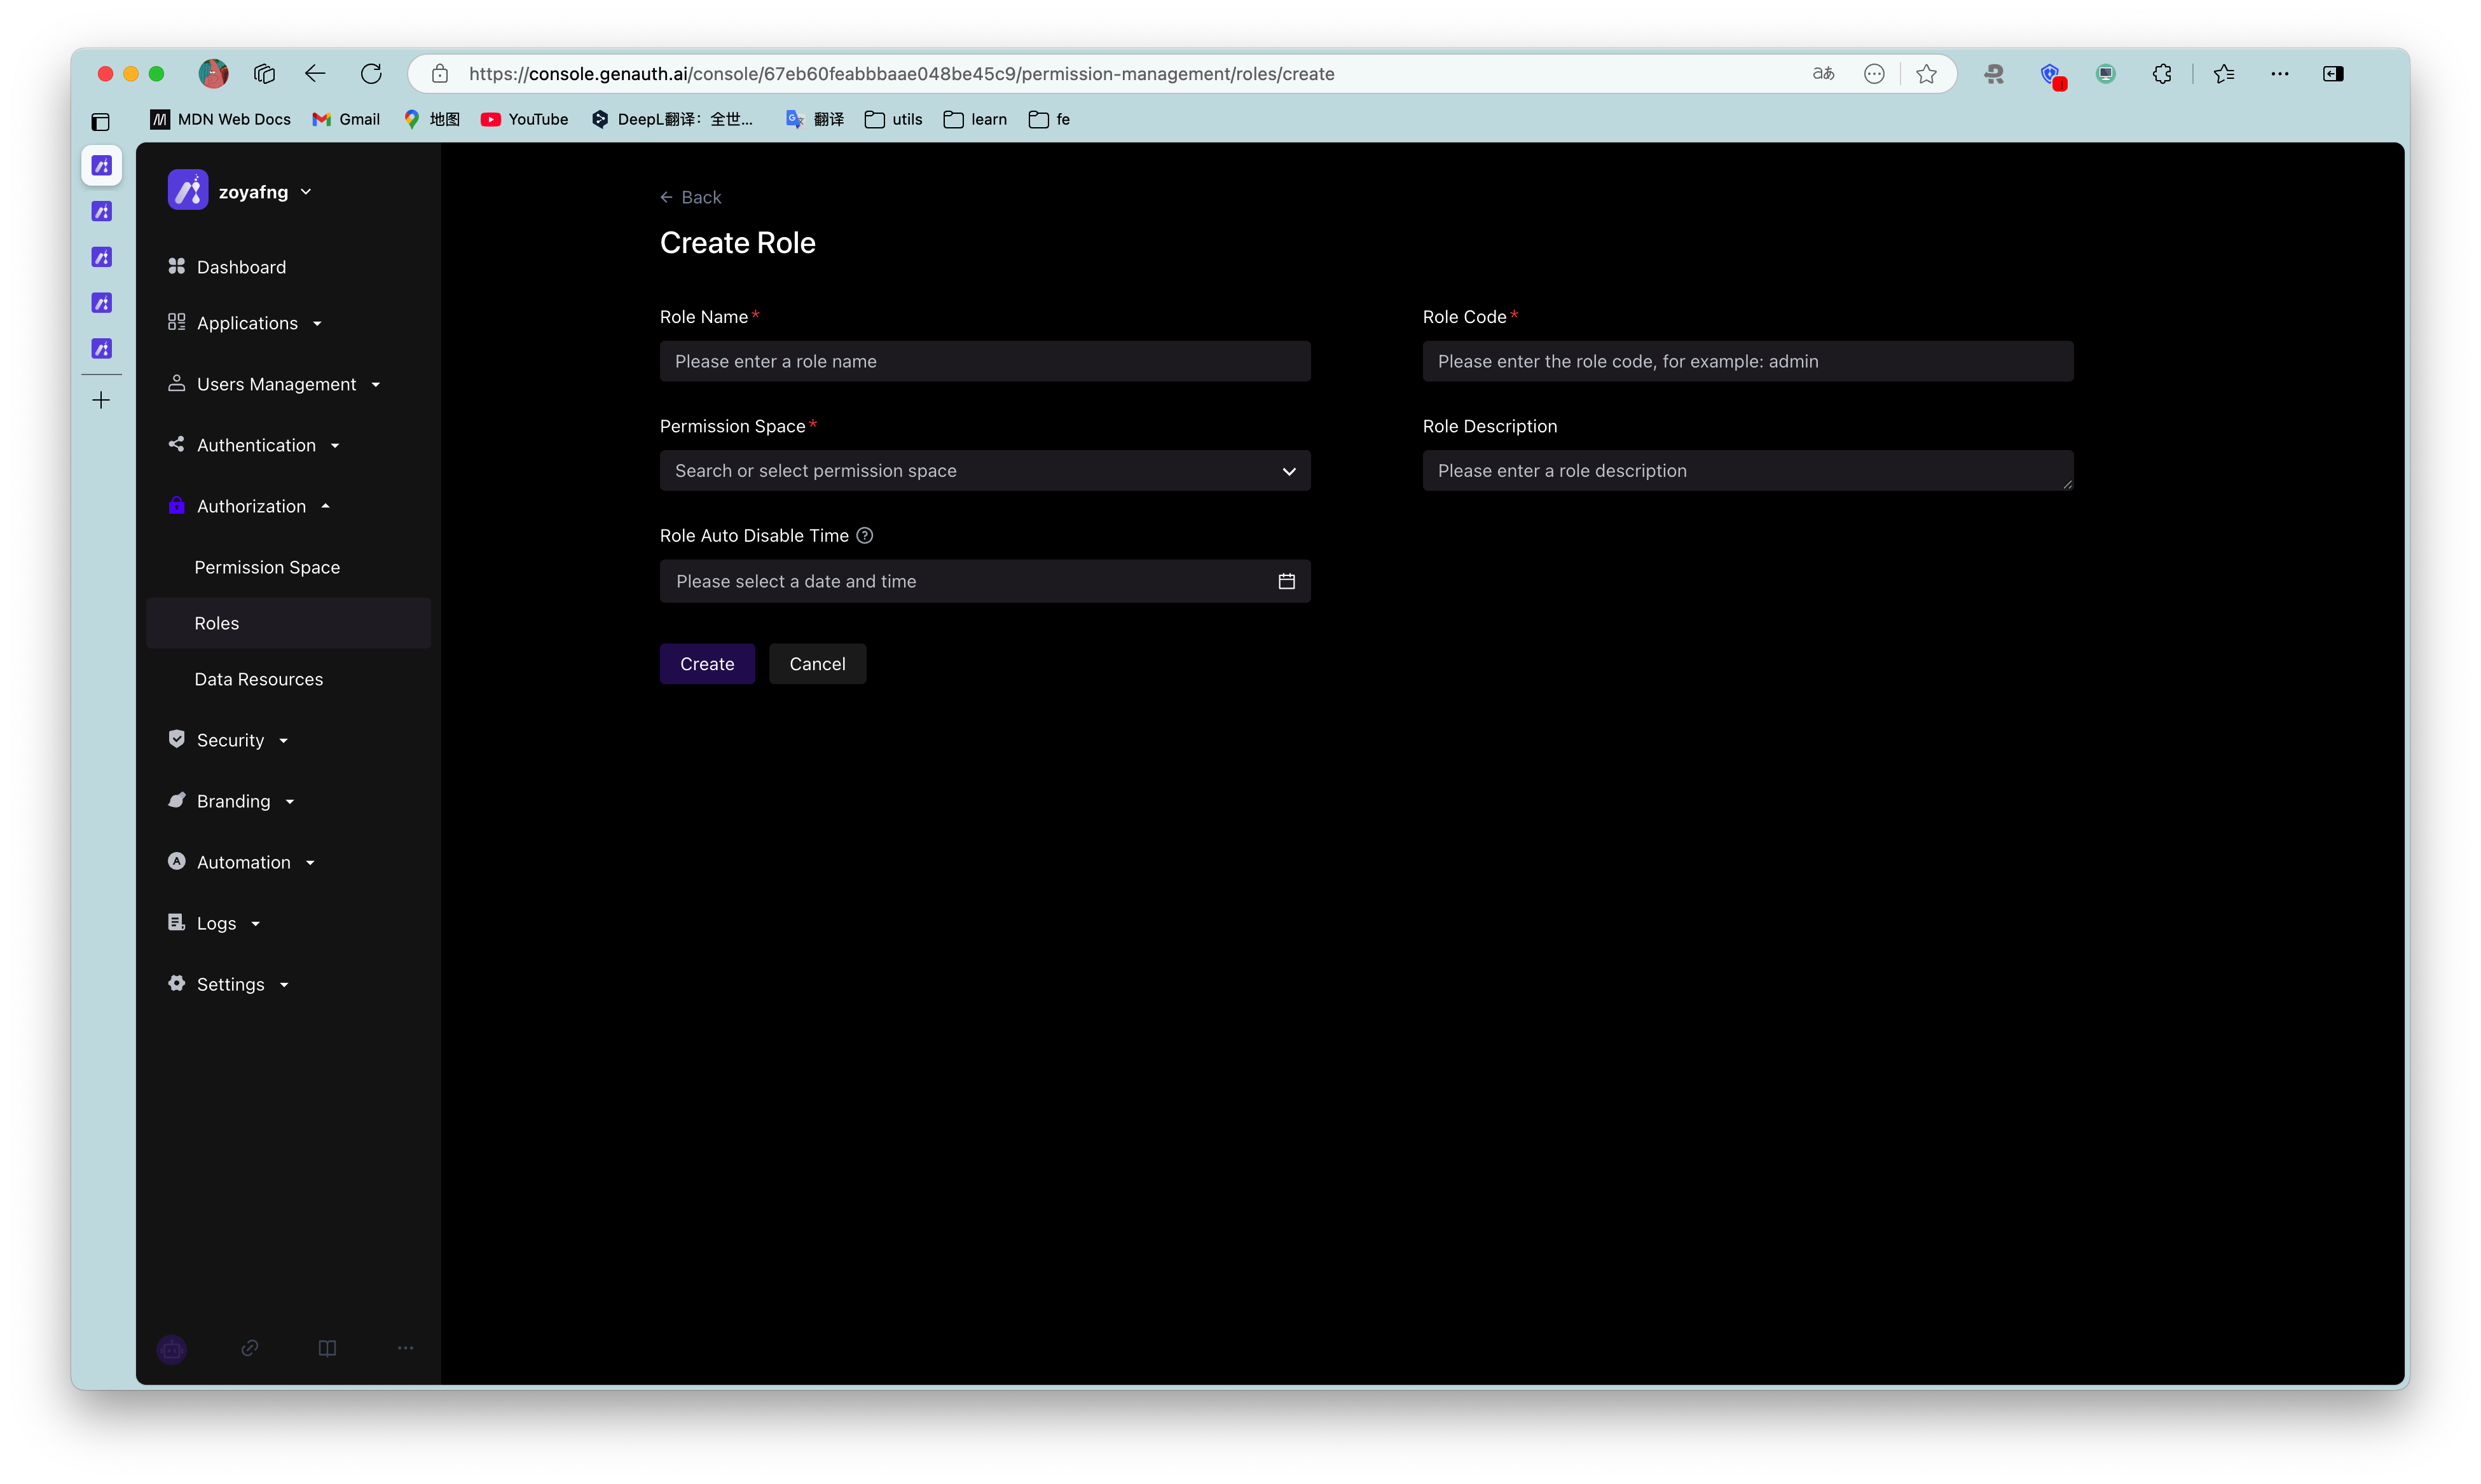 https://console.genauth.ai/console/67eb60feabbbaae048be45c9/permission-management/roles/create
aあ
MDN Web Docs
Gmail
地图
YouTube
DeepL翻译：全世...
翻译
utils
learn
fe
zoyafng
Dashboard
Applications
Users Management
Authentication
Authorization
Permission Space
Roles
Data Resources
Security
Branding
Automation
Logs
Settings
Back
Create Role
Role Name*
Please enter a role name
Role Code*
Please enter the role code, for example: admin
Permission Space*
Search or select permission space
Role Description
Please enter a role description
Role Auto Disable Time
Please select a date and time
Create
Cancel